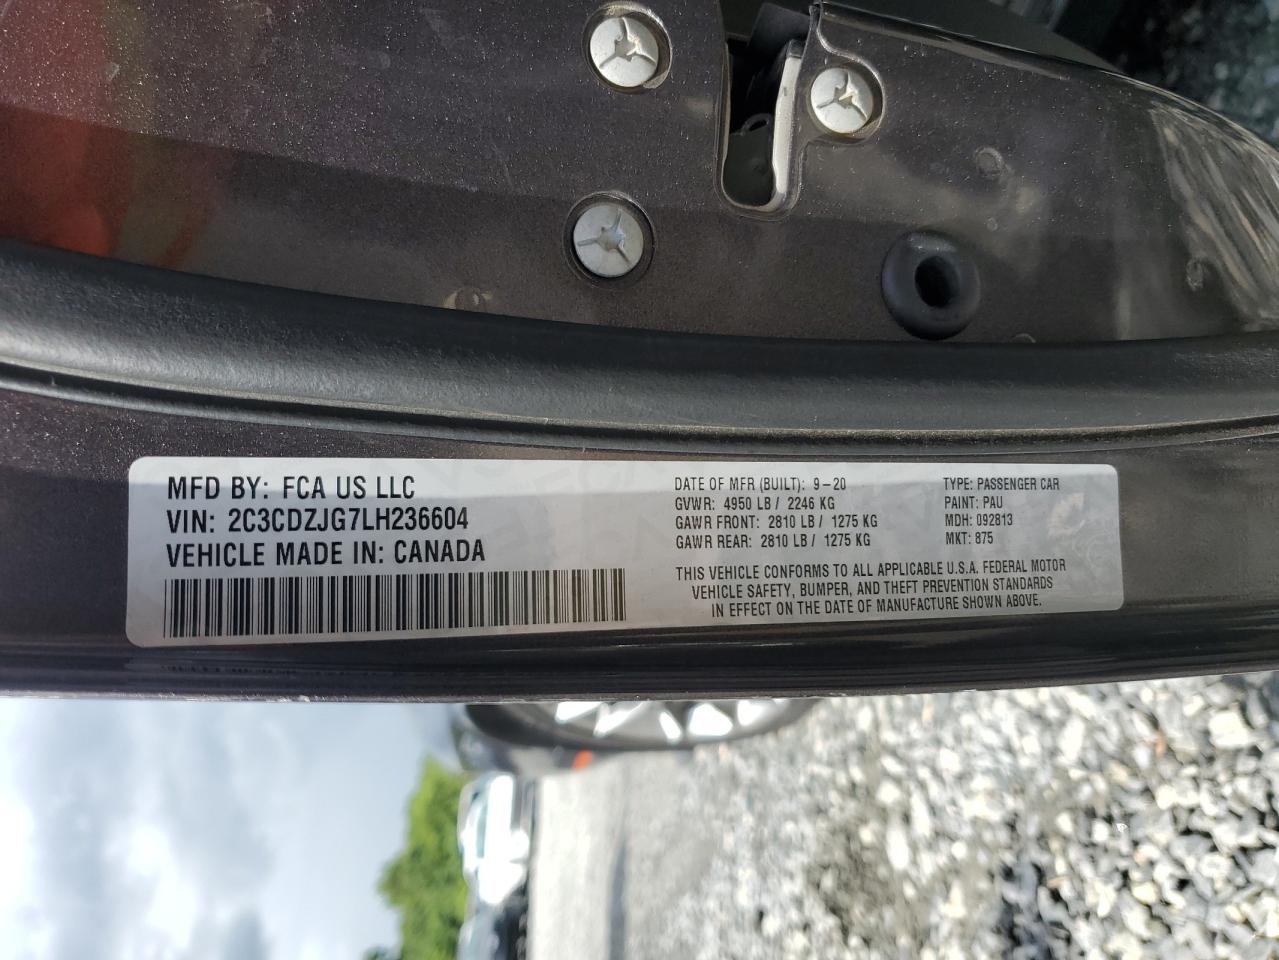 MFD BY: FCA US LLC
VIN: 2C3CDZJG7LH236604
VEHICLE MADE IN: CANADA
DATE OF MFR (BUILT): 9-20
GVWR: 4950 LB / 2246 KG
GAWR FRONT: 2810 LB / 1275 KG
GAWR REAR: 2810 LB / 1275 KG
TYPE: PASSENGER CAR
PAINT: PAU
MDH: 092813
MKT: 875
THIS VEHICLE CONFORMS TO ALL APPLICABLE U.S.A. FEDERAL MOTOR
VEHICLE SAFETY, BUMPER, AND THEFT PREVENTION STANDARDS
IN EFFECT ON THE DATE OF MANUFACTURE SHOWN ABOVE.